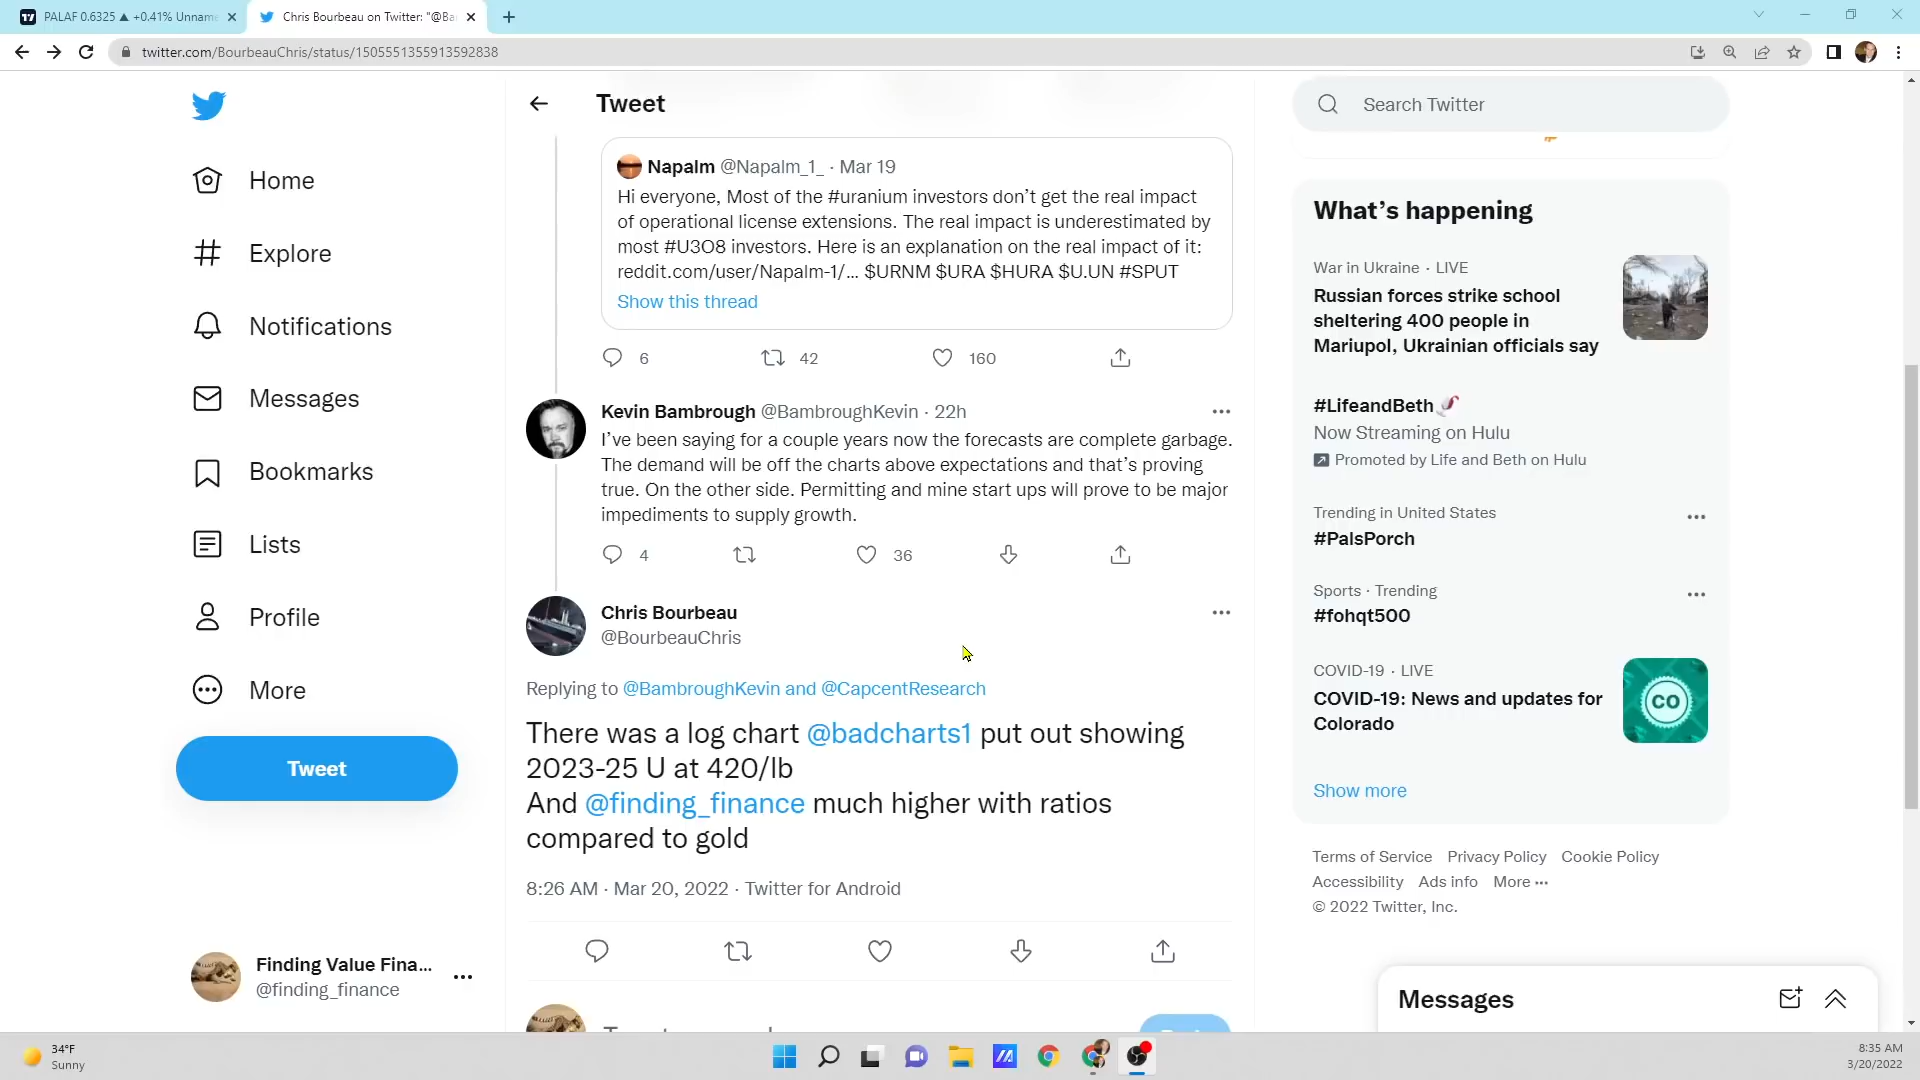 PALAF 0.6325 ▲ +0.41% Unname
Chris Bourbeau on Twitter: "@Ba
twitter.com/BourbeauChris/status/1505551355913592838
Home
Explore
Notifications
Messages
Bookmarks
Lists
Profile
More
Tweet
Finding Value Fina...
@finding_finance
Tweet
Napalm @Napalm_1_ · Mar 19
Hi everyone, Most of the #uranium investors don’t get the real impact
of operational license extensions. The real impact is underestimated by
most #U3O8 investors. Here is an explanation on the real impact of it:
reddit.com/user/Napalm-1/... $URNM $URA $HURA $U.UN #SPUT
Show this thread
6 42 160
Kevin Bambrough @BambroughKevin · 22h
I’ve been saying for a couple years now the forecasts are complete garbage.
The demand will be off the charts above expectations and that’s proving
true. On the other side. Permitting and mine start ups will prove to be major
impediments to supply growth.
4 36
Chris Bourbeau
@BourbeauChris
Replying to @BambroughKevin and @CapcentResearch
There was a log chart @badcharts1 put out showing
2023-25 U at 420/lb
And @finding_finance much higher with ratios
compared to gold
8:26 AM · Mar 20, 2022 · Twitter for Android
Search Twitter
What’s happening
War in Ukraine · LIVE
Russian forces strike school
sheltering 400 people in
Mariupol, Ukrainian officials say
#LifeandBeth
Now Streaming on Hulu
Promoted by Life and Beth on Hulu
Trending in United States
#PalsPorch
Sports · Trending
#fohqt500
COVID-19 · LIVE
COVID-19: News and updates for
Colorado
CO
Show more
Terms of Service Privacy Policy Cookie Policy
Accessibility Ads info More ...
© 2022 Twitter, Inc.
Messages
34°F
Sunny
8:35 AM
3/20/2022